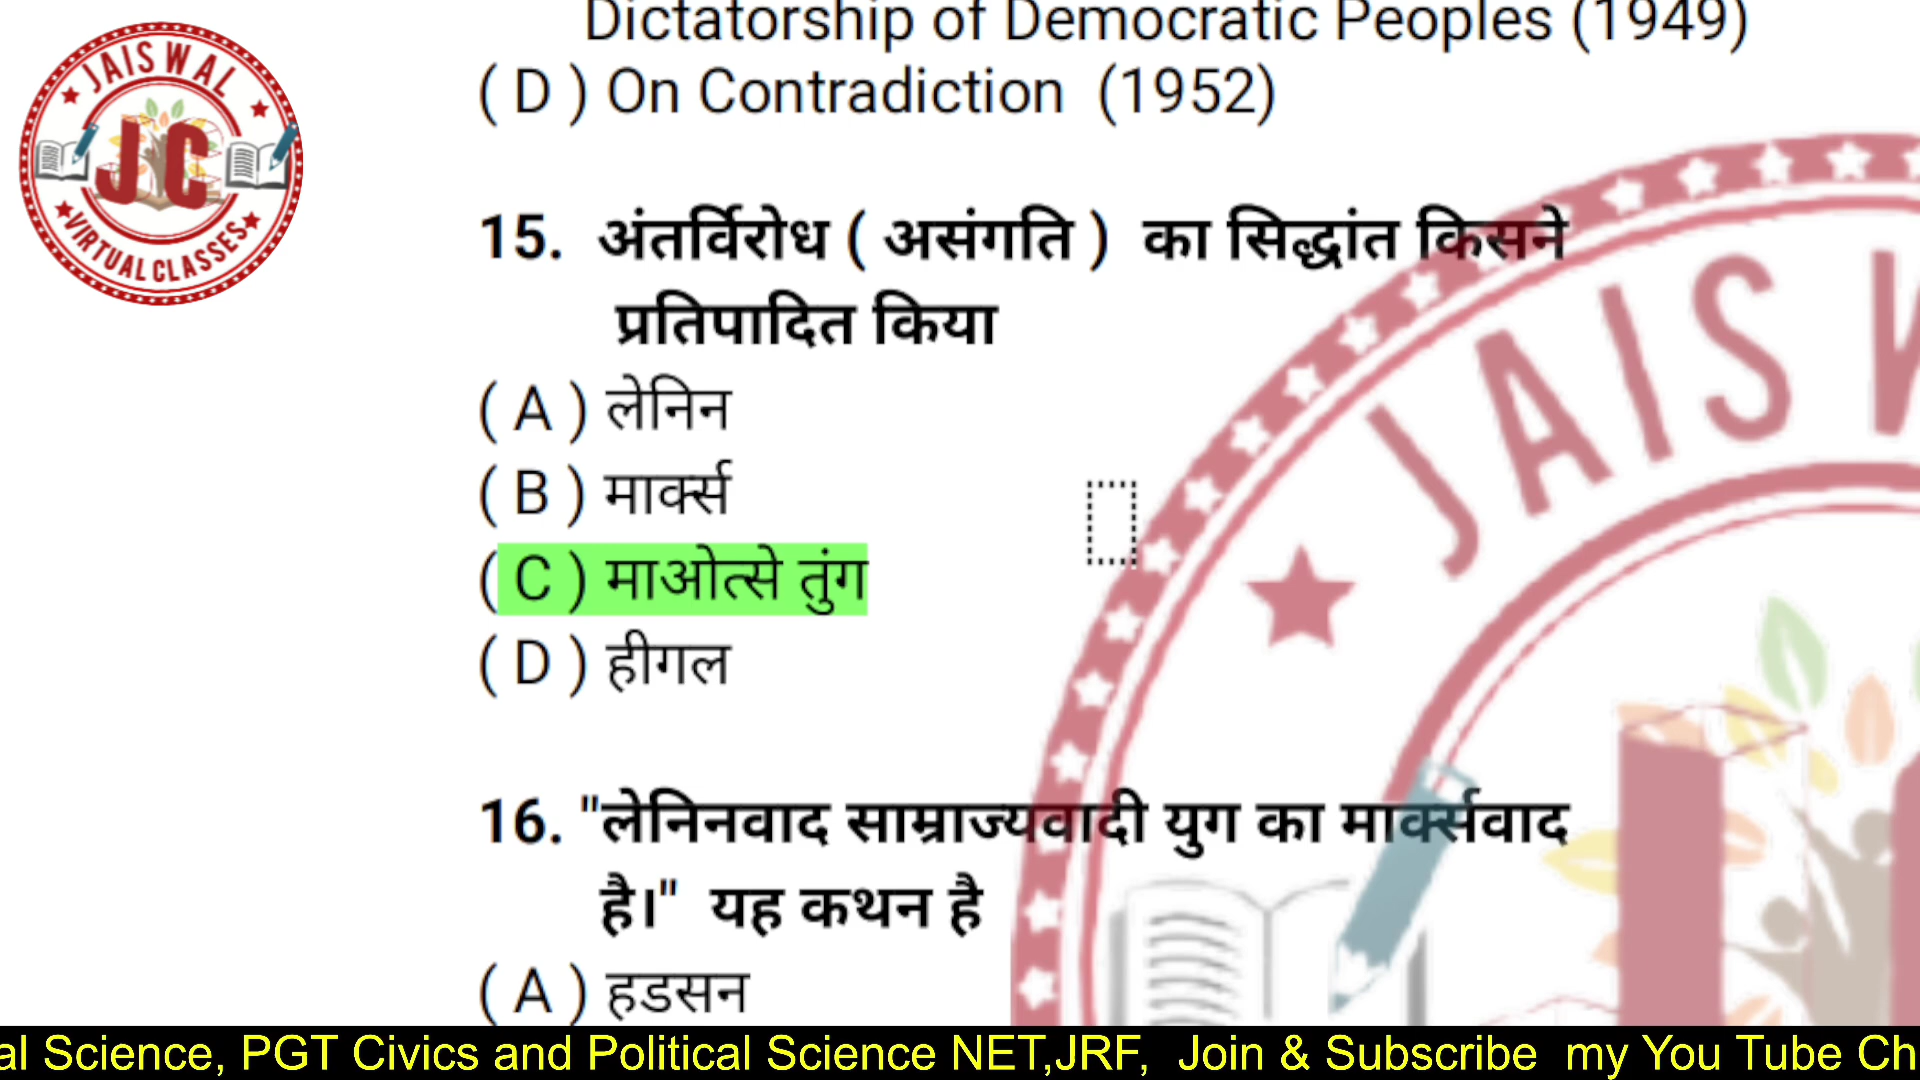 Dictatorship of Democratic Peoples (1949)
( D ) On Contradiction (1952)
15. अंतर्विरोध ( असंगति ) का सिद्धांत किसने
प्रतिपादित किया
( A ) लेनिन
( B ) मार्क्स
( C ) माओत्से तुंग
( D ) हीगल
16. "लेनिनवाद साम्राज्यवादी युग का मार्क्सवाद
है।" यह कथन है
( A ) हडसन
JAISWAL
JC
VIRTUAL CLASSES
JAIS W
al Science, PGT Civics and Political Science NET,JRF, Join & Subscribe my You Tube Ch